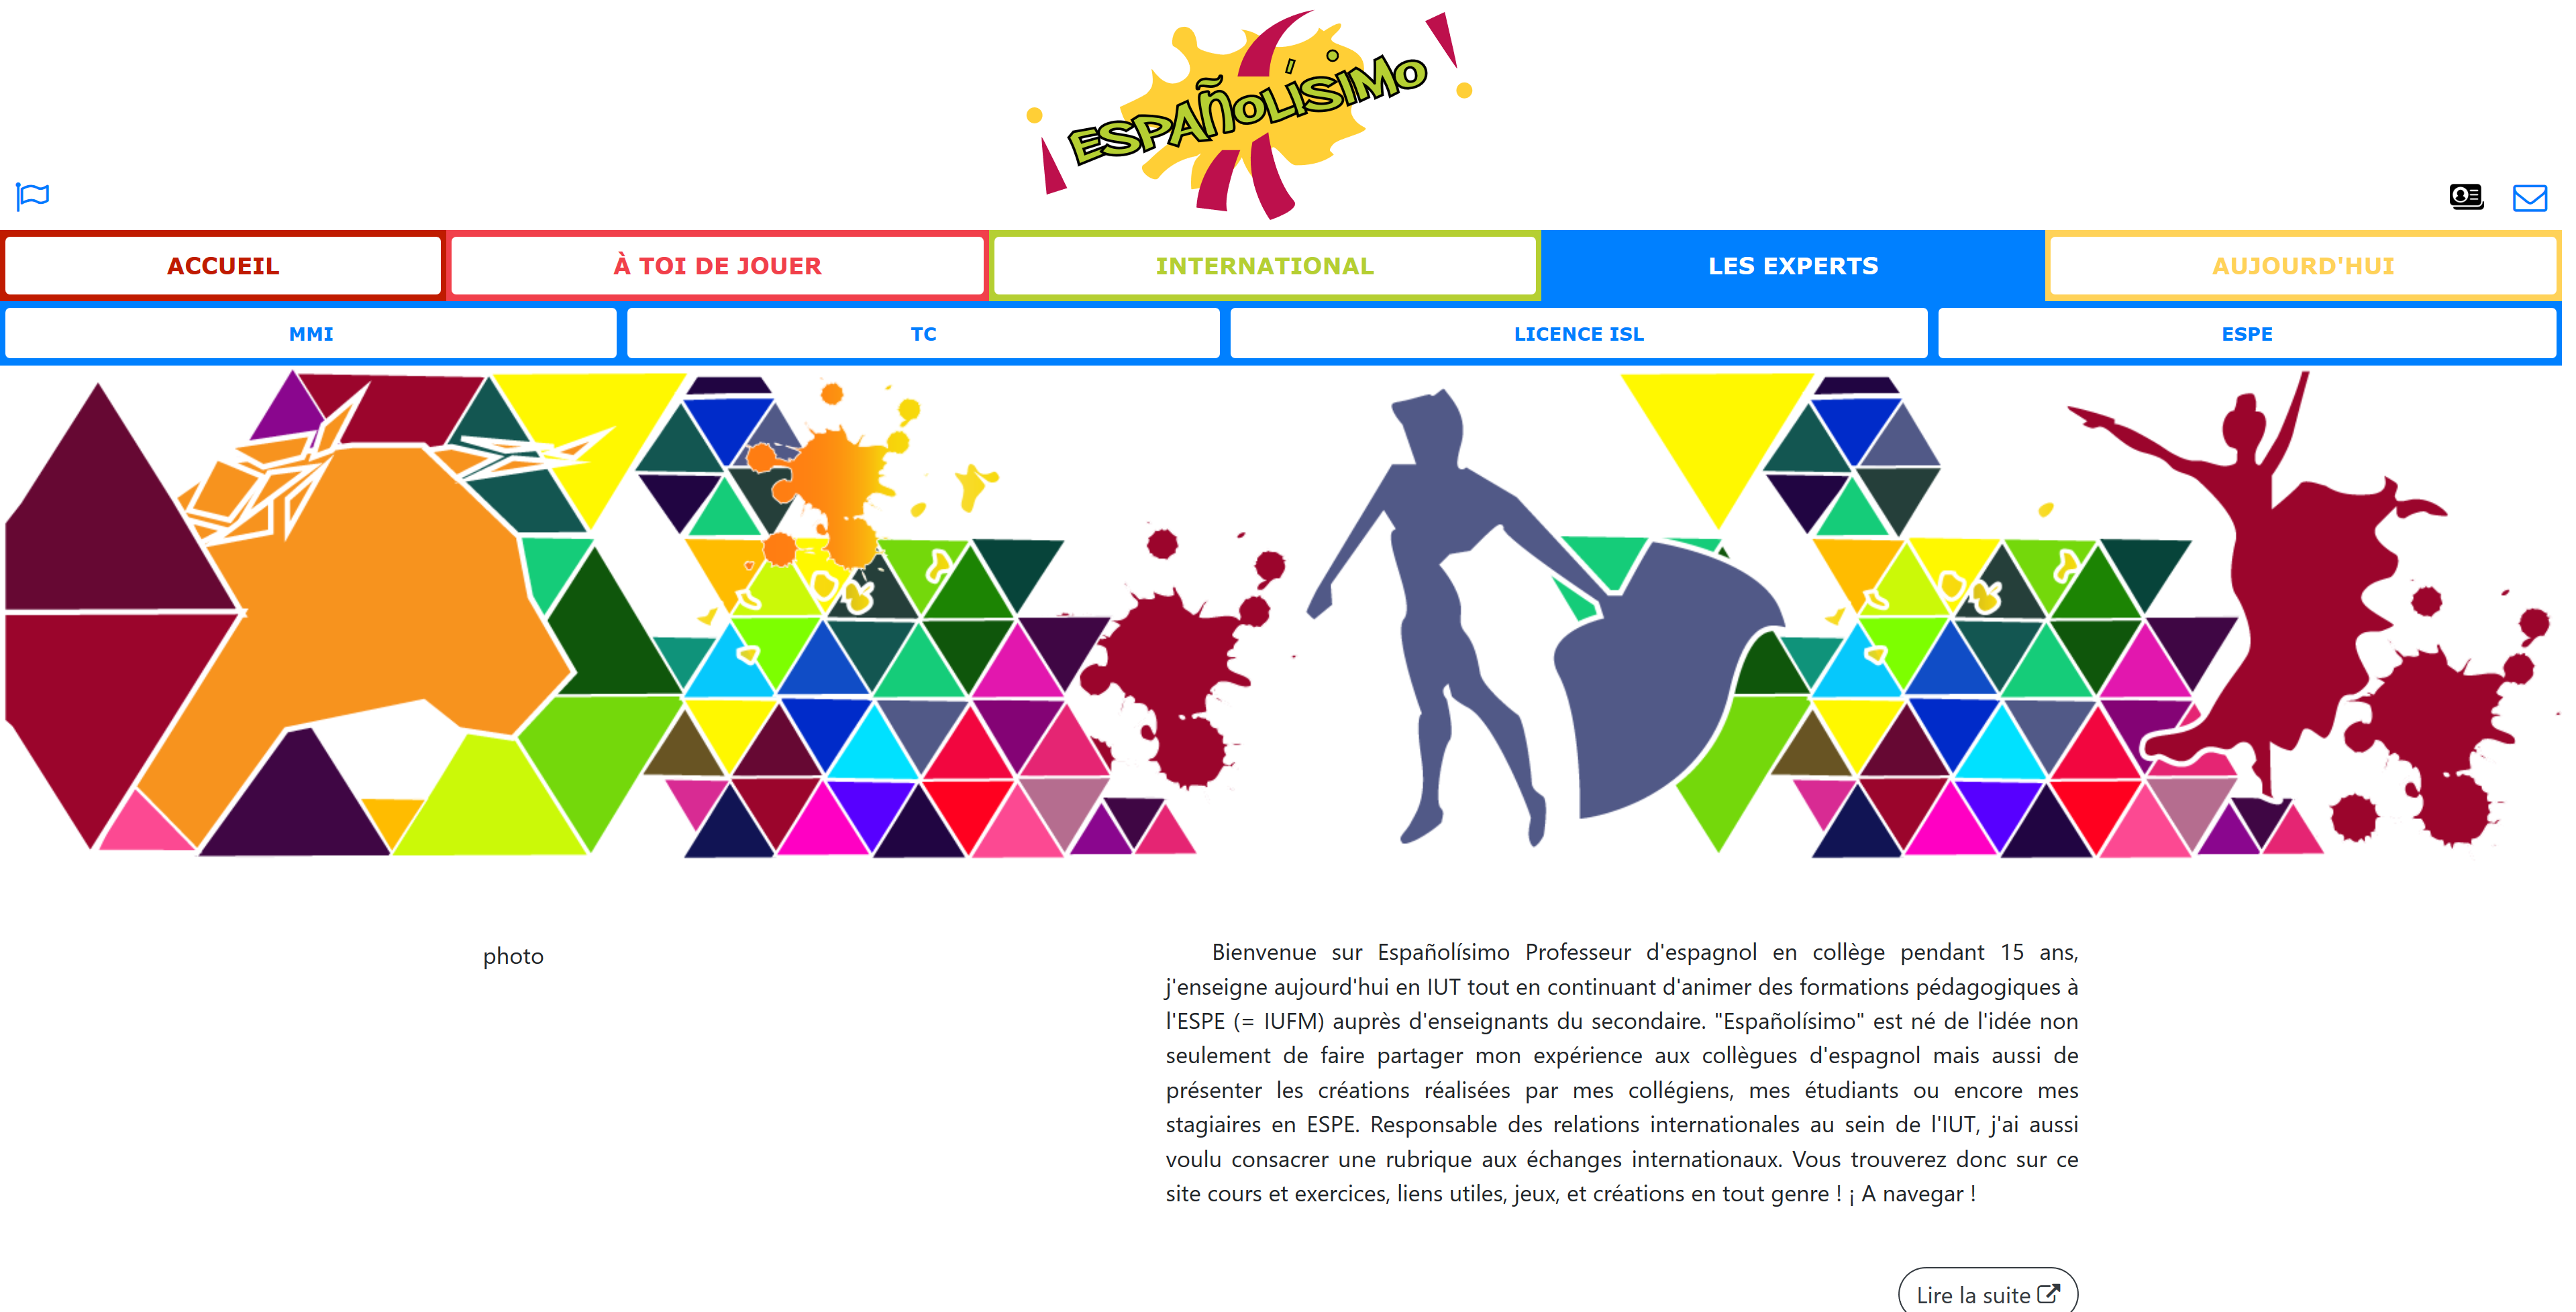 ESPAÑOLÍSIMO
ACCUEIL
À TOI DE JOUER
INTERNATIONAL
LES EXPERTS
AUJOURD'HUI
MMI
TC
LICENCE ISL
ESPE
photo
Bienvenue sur Españolísimo Professeur d'espagnol en collège pendant 15 ans,
j'enseigne aujourd'hui en IUT tout en continuant d'animer des formations pédagogiques à
l'ESPE (= IUFM) auprès d'enseignants du secondaire. "Españolísimo" est né de l'idée non
seulement de faire partager mon expérience aux collègues d'espagnol mais aussi de
présenter les créations réalisées par mes collégiens, mes étudiants ou encore mes
stagiaires en ESPE. Responsable des relations internationales au sein de l'IUT, j'ai aussi
voulu consacrer une rubrique aux échanges internationaux. Vous trouverez donc sur ce
site cours et exercices, liens utiles, jeux, et créations en tout genre ! ¡ A navegar !
Lire la suite